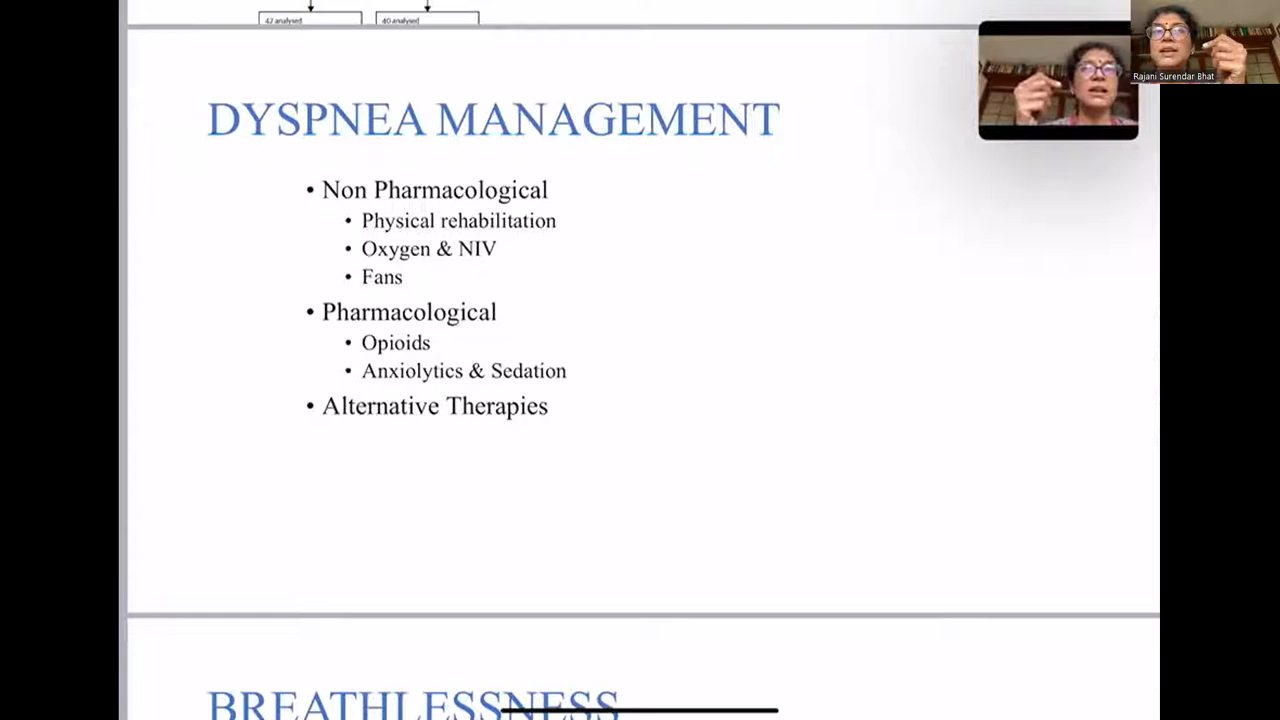 42 analysed
40 analysed
Rajani Surendar Bhat
DYSPNEA MANAGEMENT
• Non Pharmacological
• Physical rehabilitation
• Oxygen & NIV
• Fans
• Pharmacological
• Opioids
• Anxiolytics & Sedation
• Alternative Therapies
BREATHLESSNESS